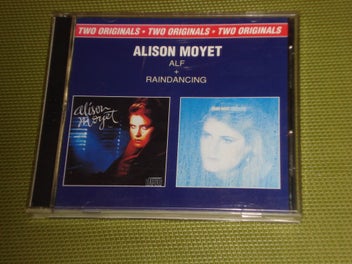 TWO ORIGINALS • TWO ORIGINALS • TWO ORIGINALS
ALISON MOYET
ALF
+
RAINDANCING
alison
moyet